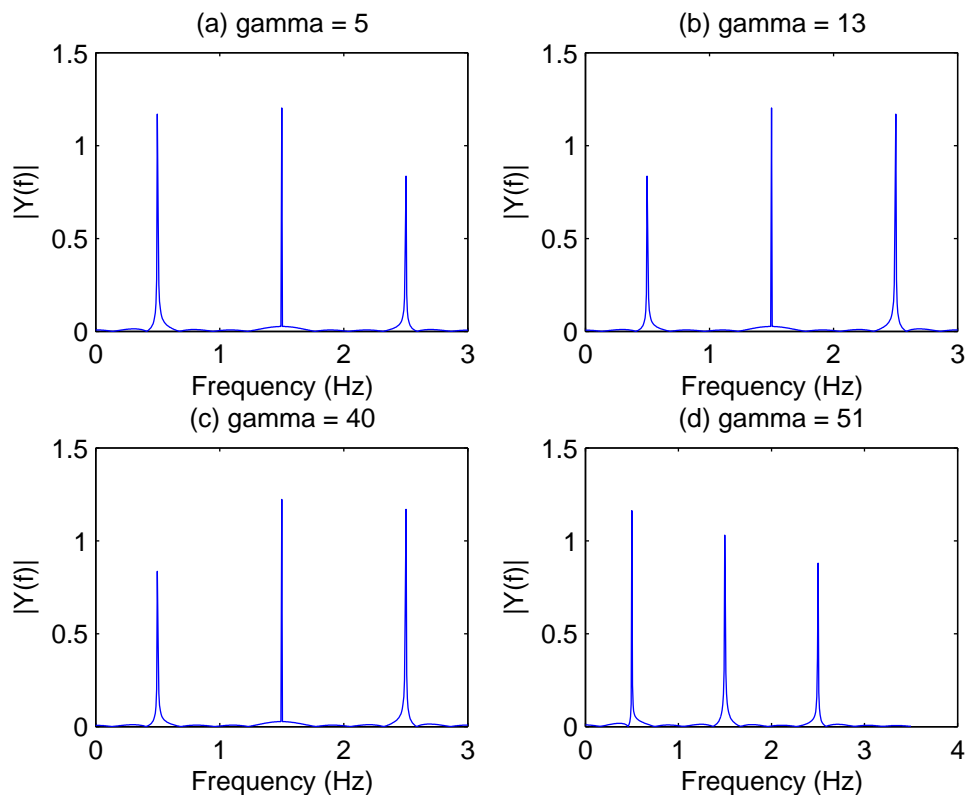 (a) gamma = 5
1.5
1
0.5
0
|Y(f)|
0 1 2 3
Frequency (Hz)
(b) gamma = 13
1.5
1
0.5
0
|Y(f)|
0 1 2 3
Frequency (Hz)
(c) gamma = 40
1.5
1
0.5
0
|Y(f)|
0 1 2 3
Frequency (Hz)
(d) gamma = 51
1.5
1
0.5
0
|Y(f)|
0 1 2 3 4
Frequency (Hz)